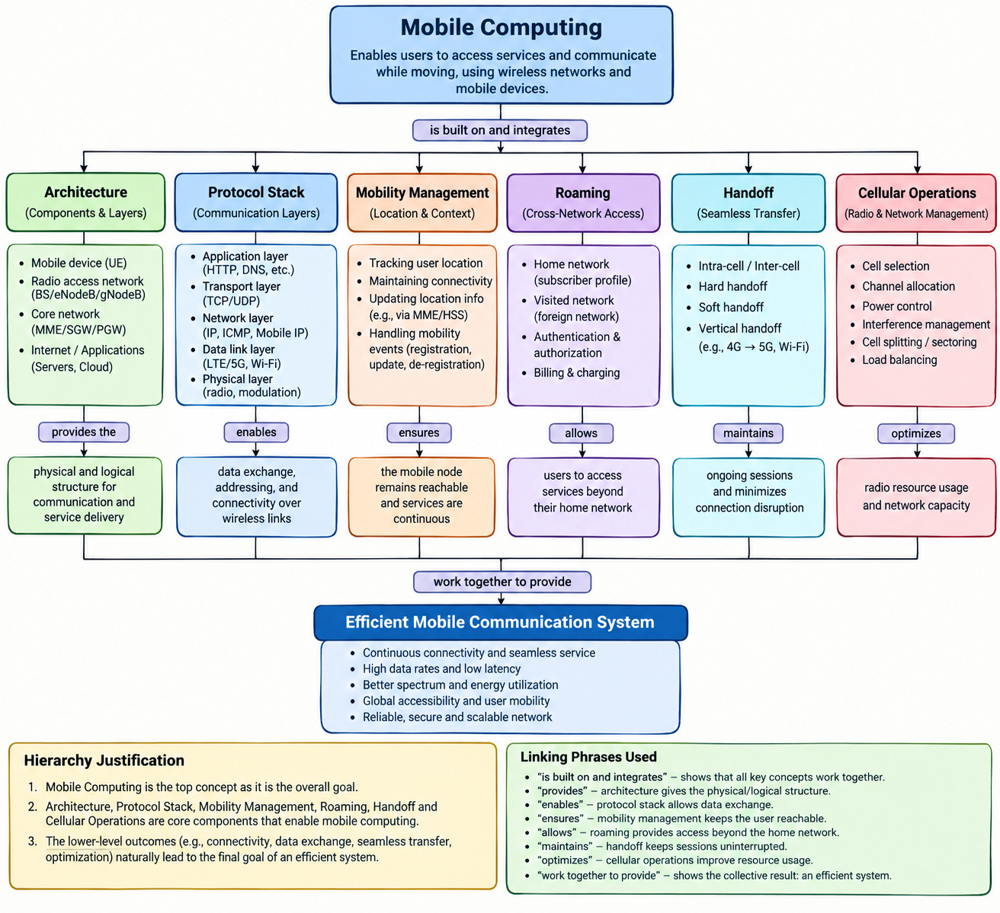 Mobile Computing
Enables users to access services and communicate
while moving, using wireless networks and
mobile devices.
is built on and integrates
Architecture
(Components & Layers)
Protocol Stack
(Communication Layers)
Mobility Management
(Location & Context)
Roaming
(Cross-Network Access)
Handoff
(Seamless Transfer)
Cellular Operations
(Radio & Network Management)
• Mobile device (UE)
• Radio access network
(BS/eNodeB/gNodeB)
• Core network
(MME/SGW/PGW)
• Internet / Applications
(Servers, Cloud)
• Application layer
(HTTP, DNS, etc.)
• Transport layer
(TCP/UDP)
• Network layer
(IP, ICMP, Mobile IP)
• Data link layer
(LTE/5G, Wi-Fi)
• Physical layer
(radio, modulation)
• Tracking user location
• Maintaining connectivity
• Updating location info
(e.g., via MME/HSS)
• Handling mobility
events (registration,
update, de-registration)
• Home network
(subscriber profile)
• Visited network
(foreign network)
• Authentication &
authorization
• Billing & charging
• Intra-cell / Inter-cell
• Hard handoff
• Soft handoff
• Vertical handoff
(e.g., 4G → 5G, Wi-Fi)
• Cell selection
• Channel allocation
• Power control
• Interference management
• Cell splitting / sectoring
• Load balancing
provides the
enables
ensures
allows
maintains
optimizes
physical and logical
structure for
communication and
service delivery
data exchange,
addressing, and
connectivity over
wireless links
the mobile node
remains reachable
and services are
continuous
users to access
services beyond
their home network
ongoing sessions
and minimizes
connection disruption
radio resource usage
and network capacity
work together to provide
Efficient Mobile Communication System
• Continuous connectivity and seamless service
• High data rates and low latency
• Better spectrum and energy utilization
• Global accessibility and user mobility
• Reliable, secure and scalable network
Hierarchy Justification
1. Mobile Computing is the top concept as it is the overall goal.
2. Architecture, Protocol Stack, Mobility Management, Roaming, Handoff and
Cellular Operations are core components that enable mobile computing.
3. The lower-level outcomes (e.g., connectivity, data exchange, seamless transfer,
optimization) naturally lead to the final goal of an efficient system.
Linking Phrases Used
• “is built on and integrates” – shows that all key concepts work together.
• “provides” – architecture gives the physical/logical structure.
• “enables” – protocol stack allows data exchange.
• “ensures” – mobility management keeps the user reachable.
• “allows” – roaming provides access beyond the home network.
• “maintains” – handoff keeps sessions uninterrupted.
• “optimizes” – cellular operations improve resource usage.
• “work together to provide” – shows the collective result: an efficient system.